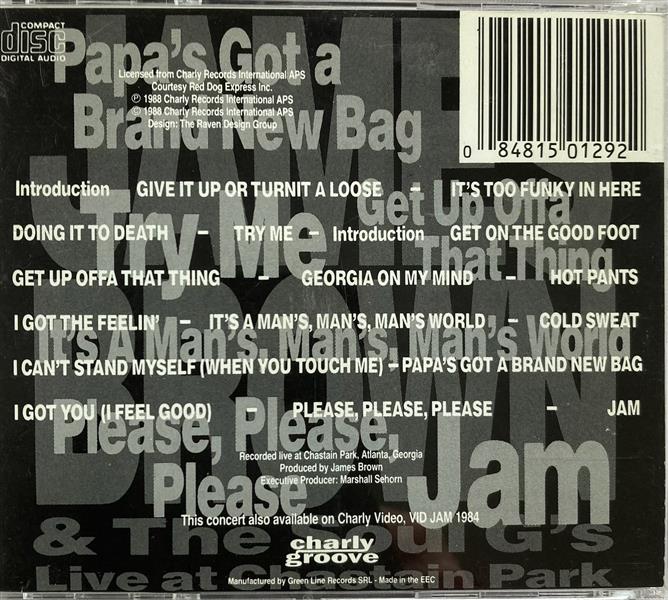 COMPACT
disc
DIGITAL AUDIO
JAMES
BROWN
Papa's Got a
Brand New Bag
Licensed from Charly Records International APS
Courtesy Red Dog Express Inc.
Ⓟ 1988 Charly Records International APS
© 1988 Charly Records International APS
Design: The Raven Design Group
0 84815 01292
Try Me
Get Up Offa
That Thing
Introduction GIVE IT UP OR TURNIT A LOOSE – IT'S TOO FUNKY IN HERE
DOING IT TO DEATH – TRY ME – Introduction GET ON THE GOOD FOOT
GET UP OFFA THAT THING – GEORGIA ON MY MIND – HOT PANTS
I GOT THE FEELIN' – IT'S A MAN'S, MAN'S, MAN'S WORLD – COLD SWEAT
It's A Man's, Man's, Man's World
I CAN'T STAND MYSELF (WHEN YOU TOUCH ME) – PAPA'S GOT A BRAND NEW BAG
I GOT YOU (I FEEL GOOD) – PLEASE, PLEASE, PLEASE – JAM
Please, Please,
Please
Jam
Recorded live at Chastain Park, Atlanta, Georgia
Produced by James Brown
Executive Producer: Marshall Sehorn
This concert also available on Charly Video, VID JAM 1984
& The Soul G's
Live at Chastain Park
charly
groove
Manufactured by Green Line Records SRL - Made in the EEC